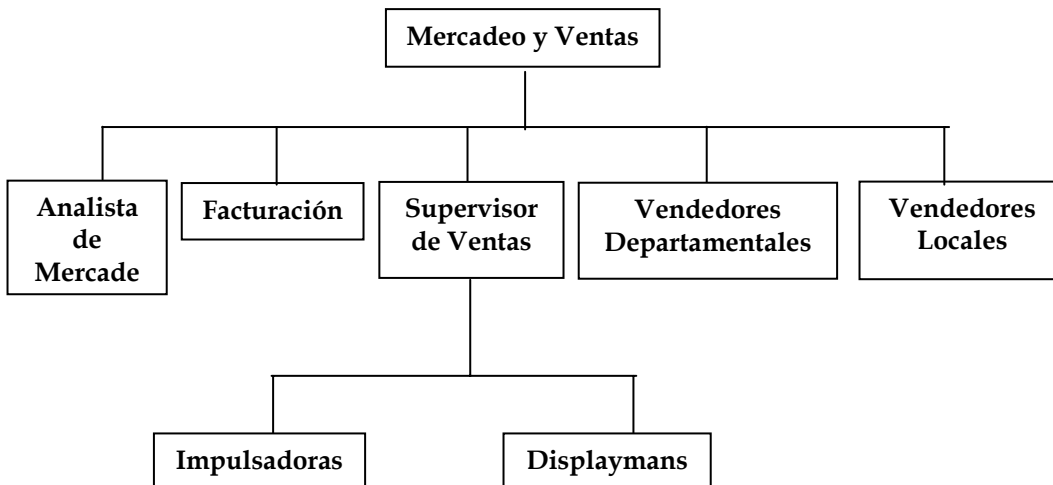 Mercadeo y Ventas
Analista
de
Mercade
Facturación
Supervisor
de Ventas
Vendedores
Departamentales
Vendedores
Locales
Impulsadoras
Displaymans